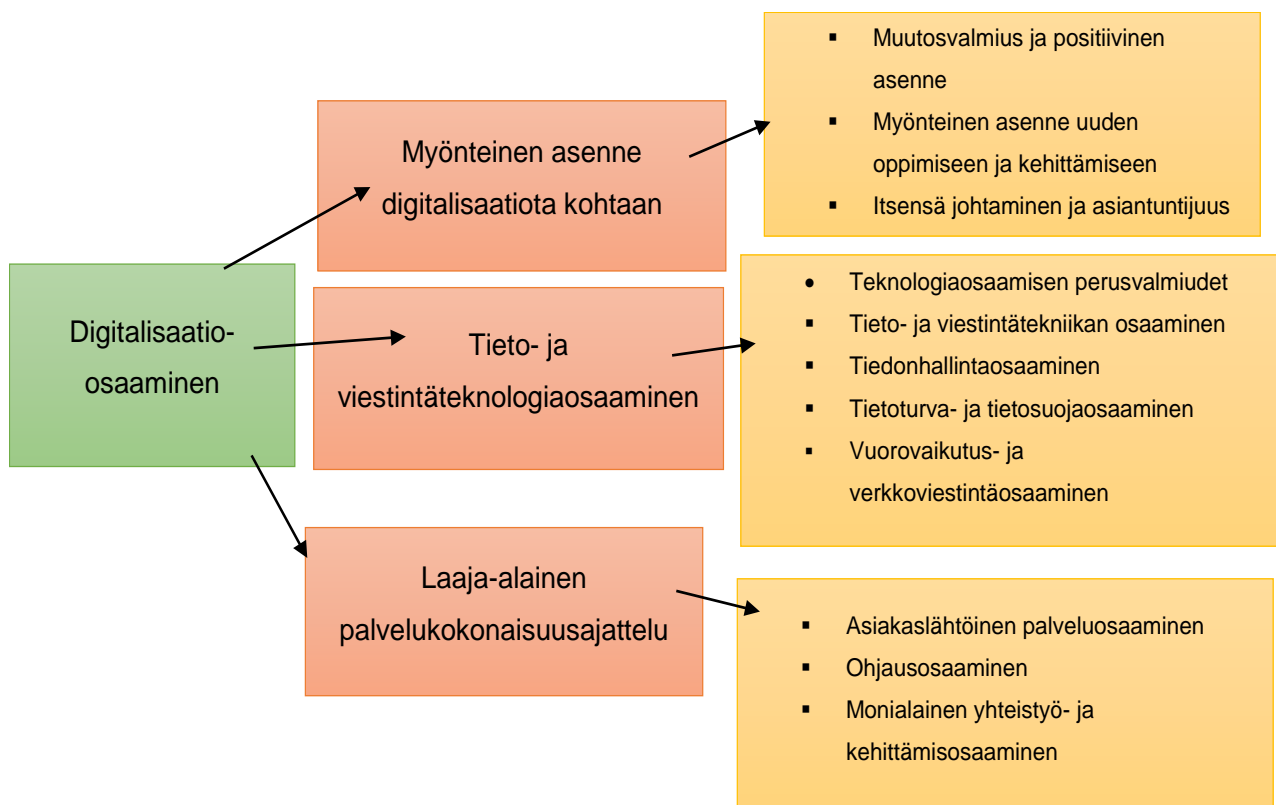 Digitalisaatio-
osaaminen
Myönteinen asenne
digitalisaatiota kohtaan
▪ Muutosvalmius ja positiivinen
asenne
▪ Myönteinen asenne uuden
oppimiseen ja kehittämiseen
▪ Itsensä johtaminen ja asiantuntijuus
Tieto- ja
viestintäteknologiaosaaminen
• Teknologiaosaamisen perusvalmiudet
▪ Tieto- ja viestintätekniikan osaaminen
▪ Tiedonhallintaosaaminen
▪ Tietoturva- ja tietosuojaosaaminen
▪ Vuorovaikutus- ja
verkkoviestintäosaaminen
Laaja-alainen
palvelukokonaisuusajattelu
▪ Asiakaslähtöinen palveluosaaminen
▪ Ohjausosaaminen
▪ Monialainen yhteistyö- ja
kehittämisosaaminen